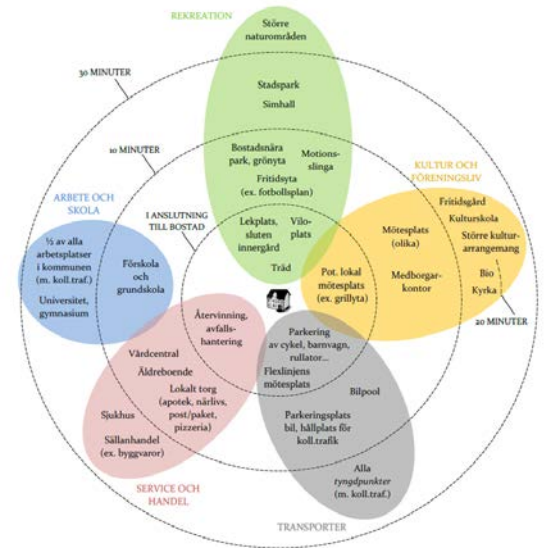 REKREATION
Större
naturområden
30 MINUTER
Stadspark
Simhall
10 MINUTER
Bostadsnära
park, grönyta
Motions-
slinga
Fritidsyta
(ex. fotbollsplan)
KULTUR OCH
FÖRENINGSLIV
ARBETE OCH
SKOLA
I ANSLUTNING
TILL BOSTAD
Lekplats,
sluten
innergård
Vilo-
plats
Träd
Fritidsgård
Kulturskola
Mötesplats
(olika)
Större kultur-
arrangemang
½ av alla
arbetsplatser
i kommunen
(m. koll.traf.)
Universitet,
gymnasium
Förskola
och
grundskola
Pot. lokal
mötesplats
(ex. grillyta)
Medborgar-
kontor
Bio
Kyrka
20 MINUTER
Återvinning,
avfalls-
hantering
Parkering
av cykel, barnvagn,
rullator...
Vårdcentral
Äldreboende
Flexlinjens
mötesplats
Lokalt torg
(apotek, närlivs,
post/paket,
pizzeria)
Bilpool
Sjukhus
Parkeringsplats
bil, hållplats för
koll.trafik
Sällanhandel
(ex. byggvaror)
Alla
tyngdpunkter
(m. koll.traf.)
SERVICE OCH
HANDEL
TRANSPORTER